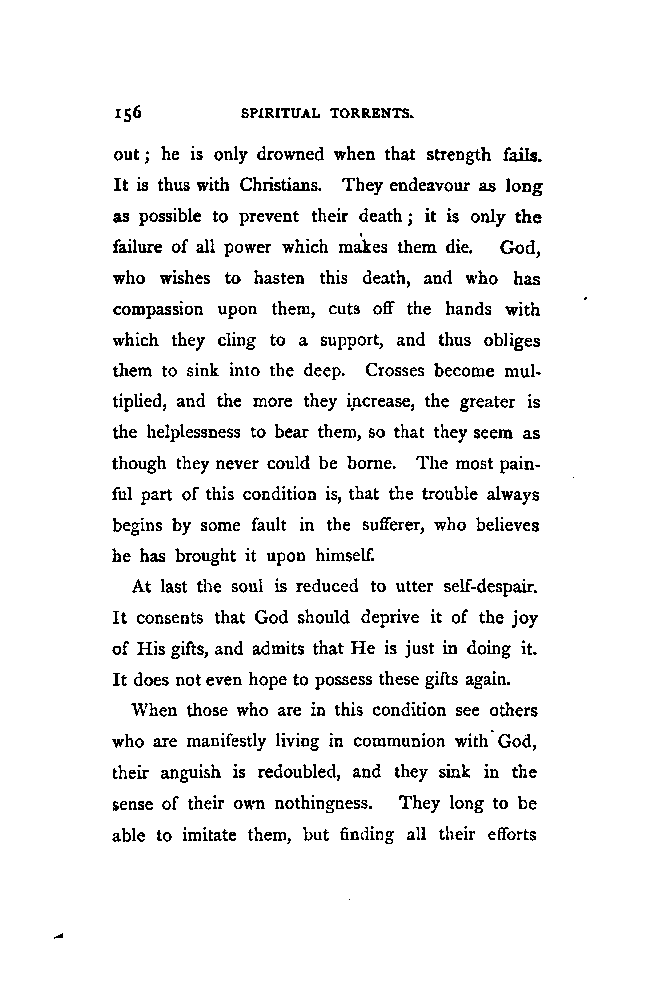 156 SPIRITUAL TORRENTS.
out; he is only drowned when that strength fails.
It is thus with Christians. They endeavour as long
as possible to prevent their death; it is only the
failure of all power which makes them die. God,
who wishes to hasten this death, and who has
compassion upon them, cuts off the hands with
which they cling to a support, and thus obliges
them to sink into the deep. Crosses become mul-
tiplied, and the more they increase, the greater is
the helplessness to bear them, so that they seem as
though they never could be borne. The most pain-
ful part of this condition is, that the trouble always
begins by some fault in the sufferer, who believes
he has brought it upon himself.
At last the soul is reduced to utter self-despair.
It consents that God should deprive it of the joy
of His gifts, and admits that He is just in doing it.
It does not even hope to possess these gifts again.
When those who are in this condition see others
who are manifestly living in communion with God,
their anguish is redoubled, and they sink in the
sense of their own nothingness. They long to be
able to imitate them, but finding all their efforts